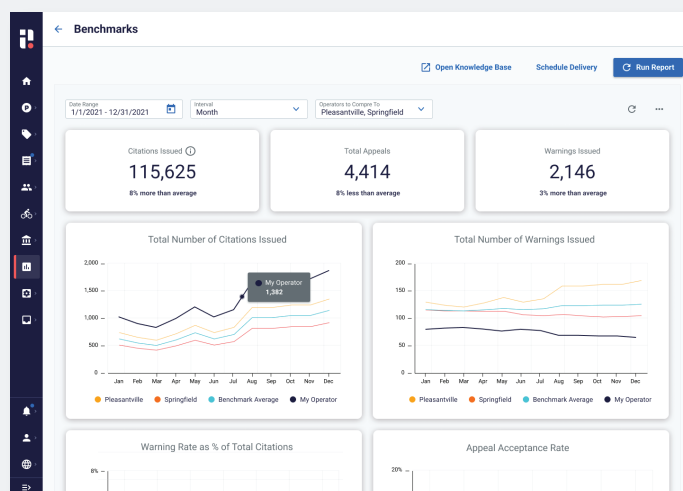 Benchmarks
Open Knowledge Base
Schedule Delivery
Run Report
Date Range
1/1/2021 - 12/31/2021
Interval
Month
Operators to Compre To
Pleasantville, Springfield
Citations Issued
115,625
8% more than average
Total Appeals
4,414
8% less than average
Warnings Issued
2,146
3% more than average
Total Number of Citations Issued
2,000
1,500
1,000
500
0
My Operator
1,382
Jan Feb Mar Apr May Jun Jul Aug Sep Oct Nov Dec
Pleasantville Springfield Benchmark Average My Operator
Total Number of Warnings Issued
200
150
100
50
0
Jan Feb Mar Apr May Jun Jul Aug Sep Oct Nov Dec
Pleasantville Springfield Benchmark Average My Operator
Warning Rate as % of Total Citations
8%
Appeal Acceptance Rate
20%